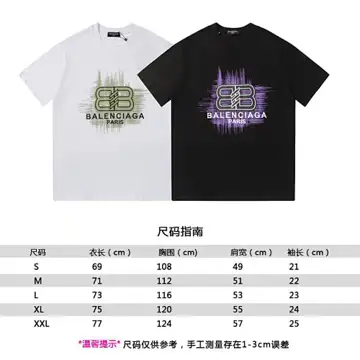 BALENCIAGA
PARIS
BALENCIAGA
PARIS
尺码指南
尺码 衣长（cm） 胸围(cm) 肩宽（cm） 袖长（cm）
S 69 108 49 21
M 71 112 51 22
L 73 116 53 23
XL 75 120 55 24
XXL 77 124 57 25
*温馨提示* 尺码仅供参考，手工测量存在1-3cm误差